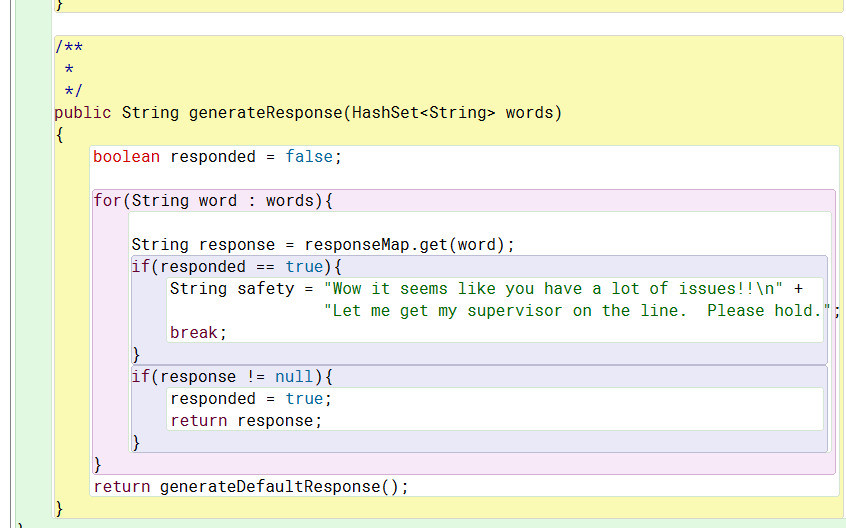 }
/**
 *
 */
public String generateResponse(HashSet<String> words)
{
    boolean responded = false;
    for(String word : words){
        String response = responseMap.get(word);
        if(responded == true){
            String safety = "Wow it seems like you have a lot of issues!!\n" +
                            "Let me get my supervisor on the line.  Please hold.";
            break;
        }
        if(response != null){
            responded = true;
            return response;
        }
    }
    return generateDefaultResponse();
}
}